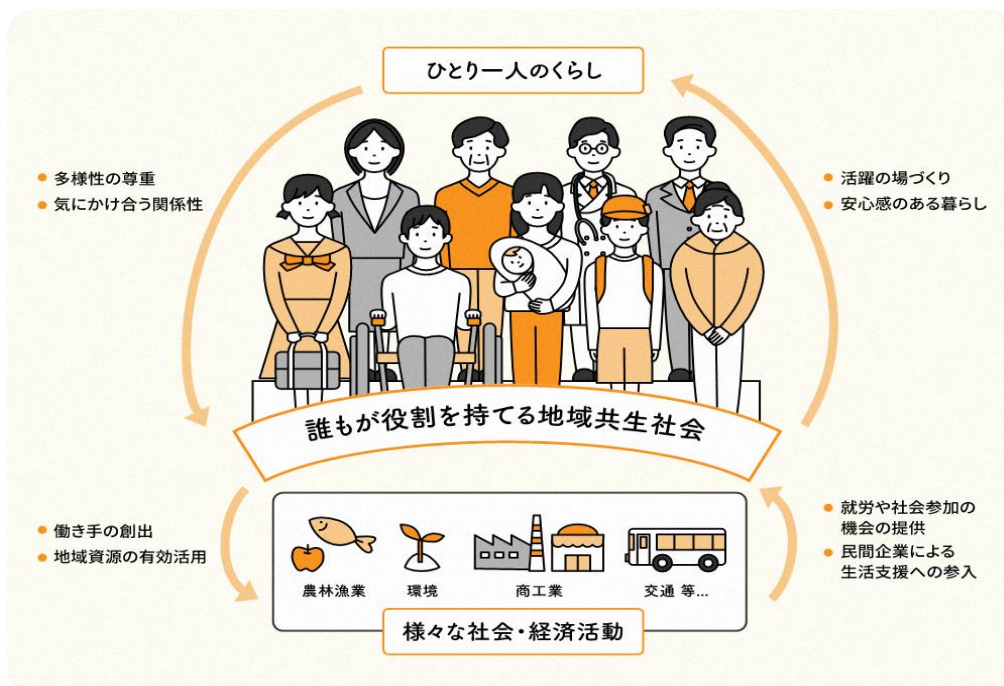 ひとり一人のくらし
多様性の尊重
気にかけ合う関係性
活躍の場づくり
安心感のある暮らし
誰もが役割を持てる地域共生社会
働き手の創出
地域資源の有効活用
就労や社会参加の
機会の提供
民間企業による
生活支援への参入
農林漁業
環境
商工業
交通 等...
様々な社会・経済活動